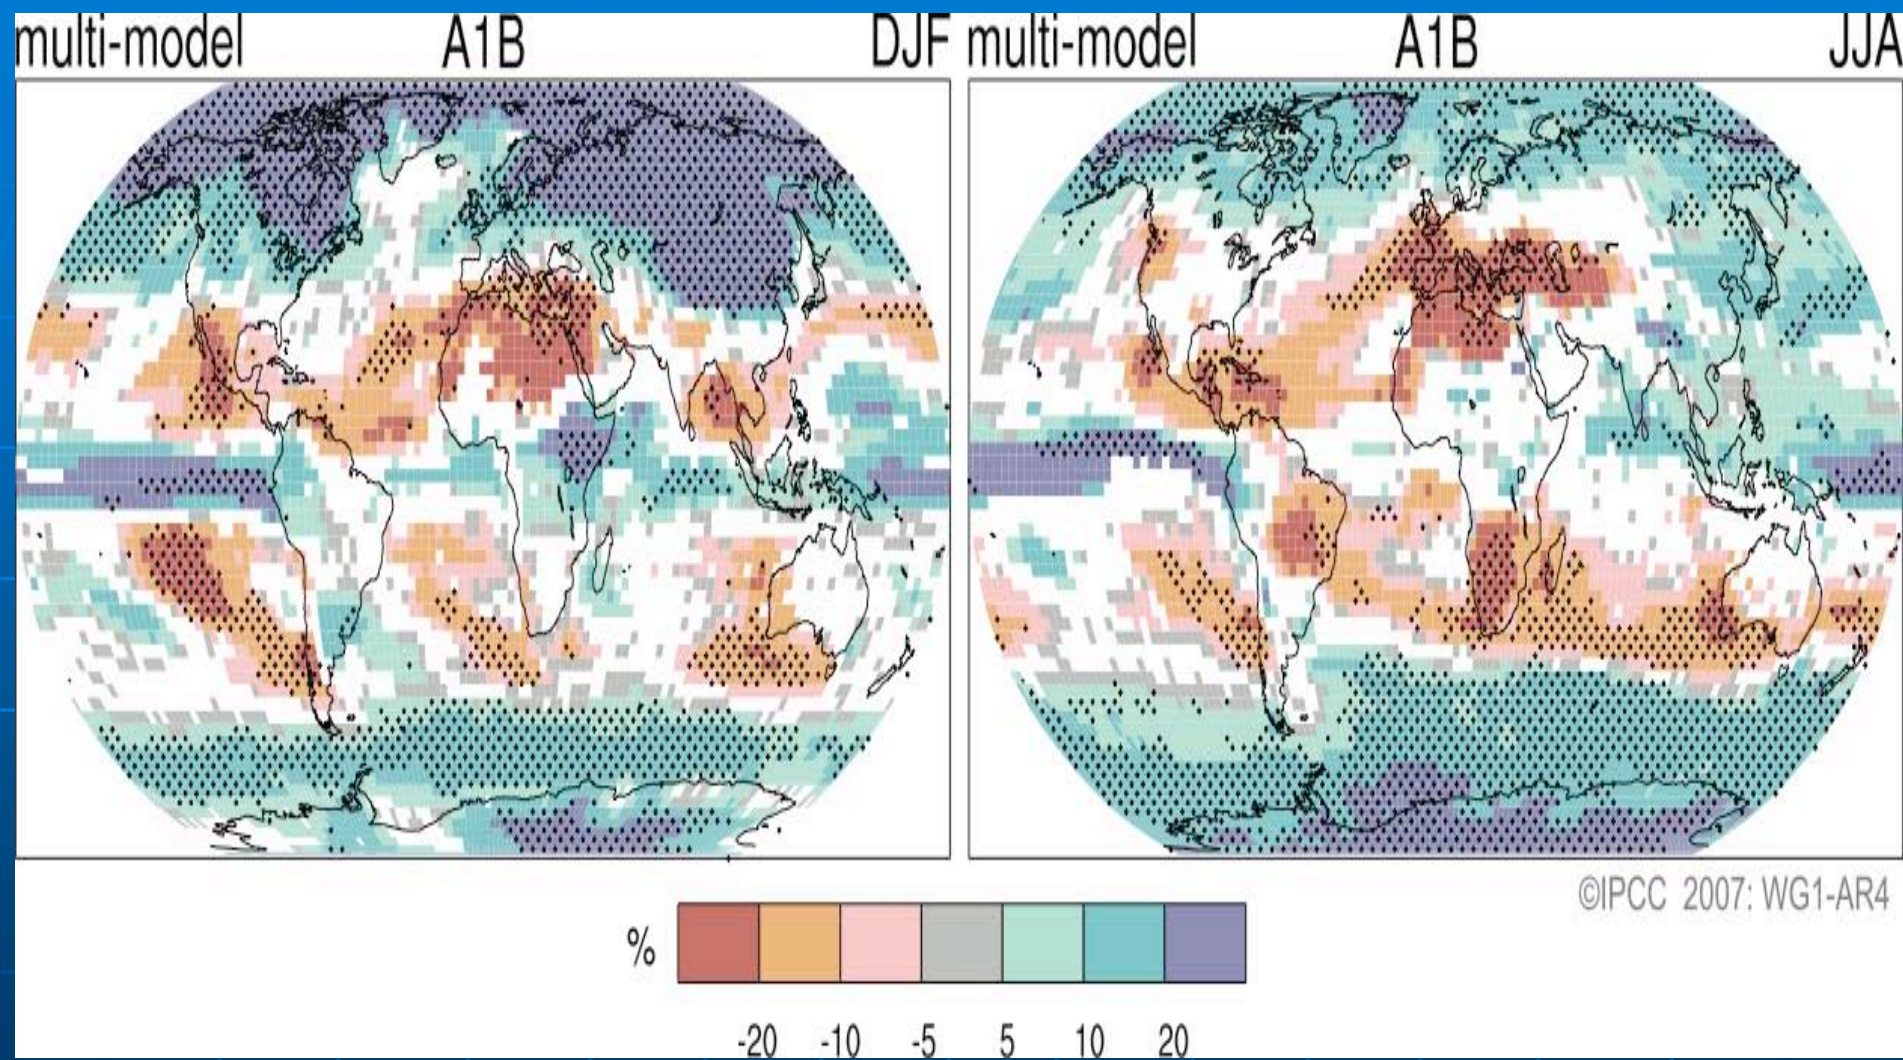 multi-model A1B DJF
multi-model A1B JJA
©IPCC 2007: WG1-AR4
%
-20 -10 -5 5 10 20